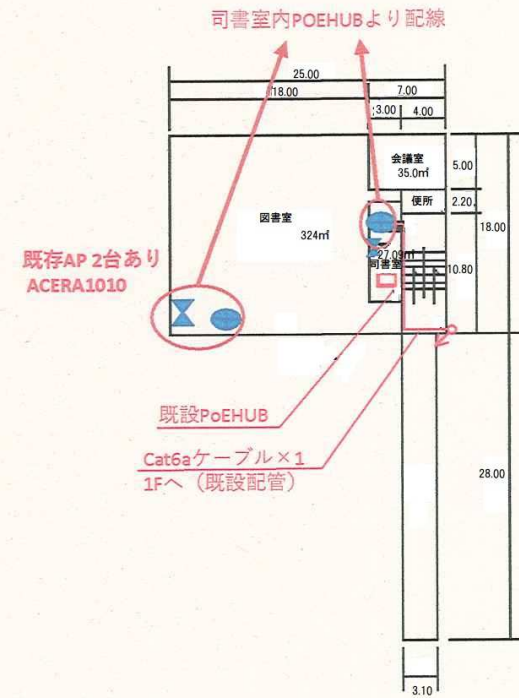 司書室内POEHUBより配線
25.00
18.00
7.00
3.00
4.00
会議室
35.0㎡
5.00
便所
2.20
図書室
324㎡
18.00
27.09㎡
司書室
10.80
既存AP 2台あり
ACERA1010
既設PoEHUB
Cat6aケーブル×1
1Fへ（既設配管）
28.00
3.10